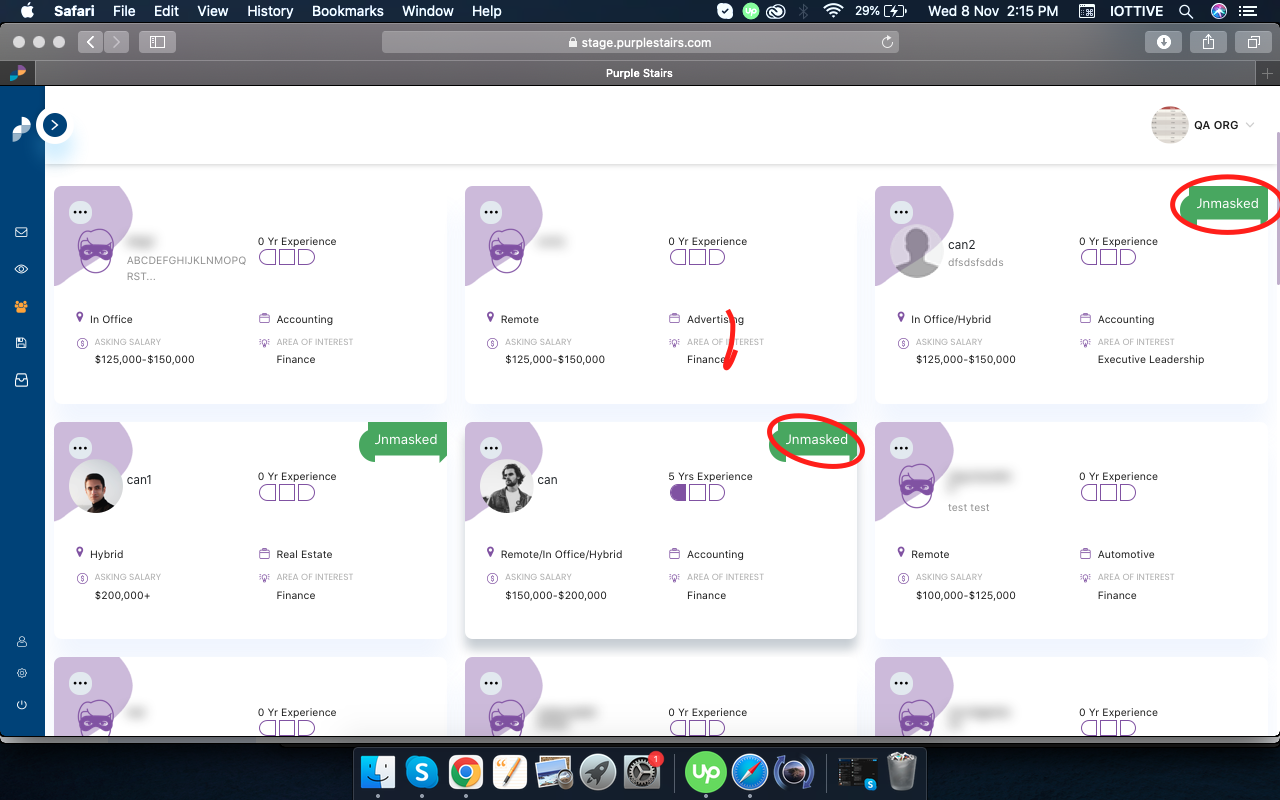 Safari File Edit View History Bookmarks Window Help 29% Wed 8 Nov 2:15 PM IOTTIVE
stage.purplestairs.com
Purple Stairs
QA ORG
0 Yr Experience
ABCDEFGHIJKLNMOPQ
RST...
In Office
Accounting
ASKING SALARY
AREA OF INTEREST
$125,000-$150,000
Finance
0 Yr Experience
Remote
Advertising
ASKING SALARY
AREA OF INTEREST
$125,000-$150,000
Finance
Jnmasked
can2
dfsdsfsdds
0 Yr Experience
In Office/Hybrid
Accounting
ASKING SALARY
AREA OF INTEREST
$125,000-$150,000
Executive Leadership
Jnmasked
can1
0 Yr Experience
Hybrid
Real Estate
ASKING SALARY
AREA OF INTEREST
$200,000+
Finance
Jnmasked
can
5 Yrs Experience
Remote/In Office/Hybrid
Accounting
ASKING SALARY
AREA OF INTEREST
$150,000-$200,000
Finance
0 Yr Experience
test test
Remote
Automotive
ASKING SALARY
AREA OF INTEREST
$100,000-$125,000
Finance
0 Yr Experience
0 Yr Experience
0 Yr Experience
1
Up